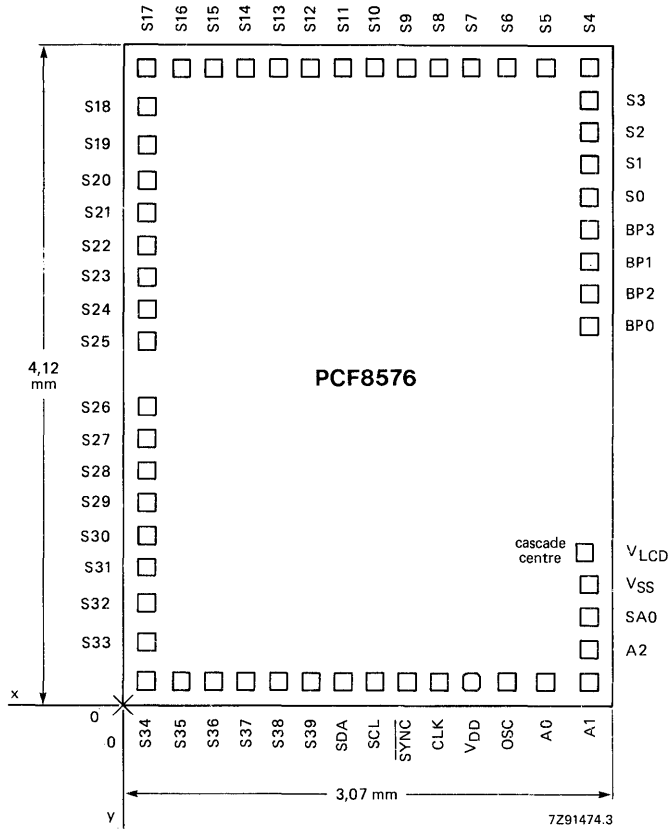 S17 S16 S15 S14 S13 S12 S11 S10 S9 S8 S7 S6 S5 S4
S18
S19
S20
S21
S22
S23
S24
S25
S26
S27
S28
S29
S30
S31
S32
S33
4,12
mm
PCF8576
S3
S2
S1
S0
BP3
BP1
BP2
BP0
cascade
centre
VLCD
VSS
SA0
A2
x
0
0
y
S34 S35 S36 S37 S38 S39 SDA SCL SYNC CLK VDD OSC A0 A1
3,07 mm
7Z91474.3